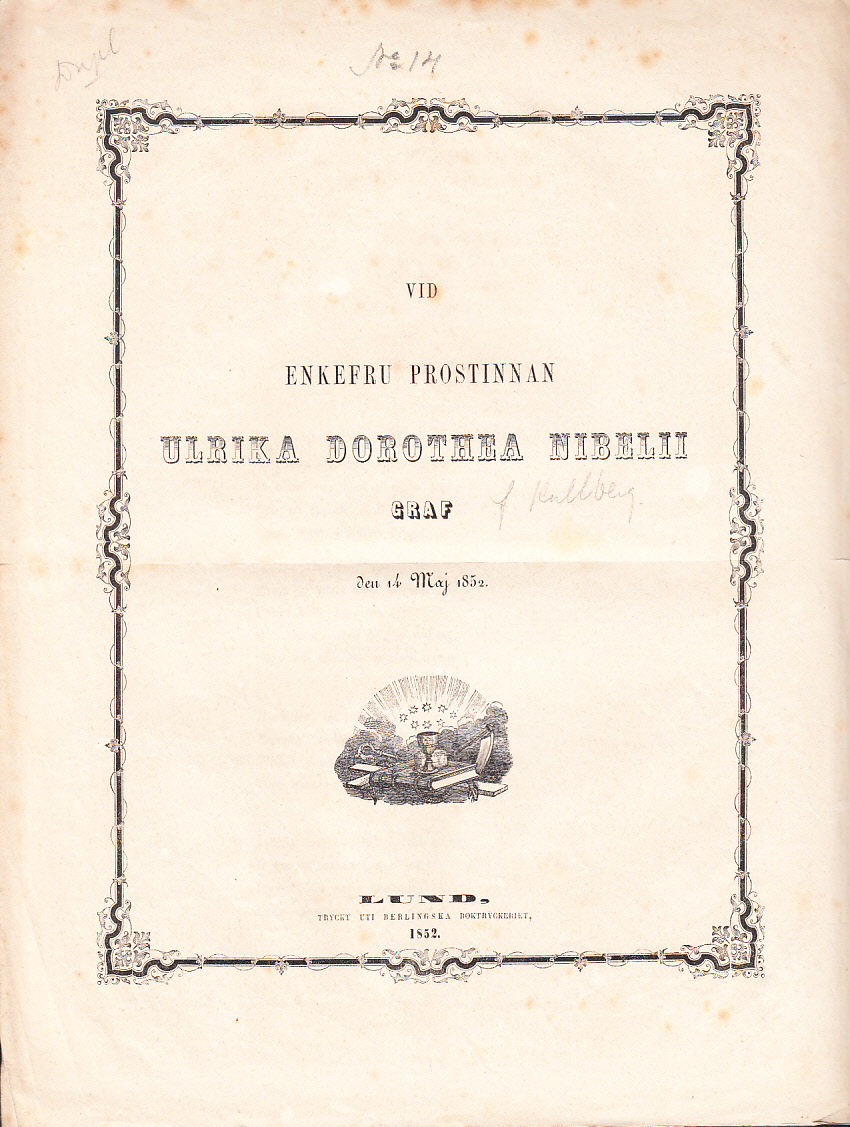 Dupl
No 14
VID
ENKEFRU PROSTINNAN
ULRIKA DOROTHEA NIBELII
GRAF
f. Kullberg.
den 14 Maj 1852.
LUND,
TRYCKT UTI BERLINGSKA BOKTRYCKERIET,
1852.